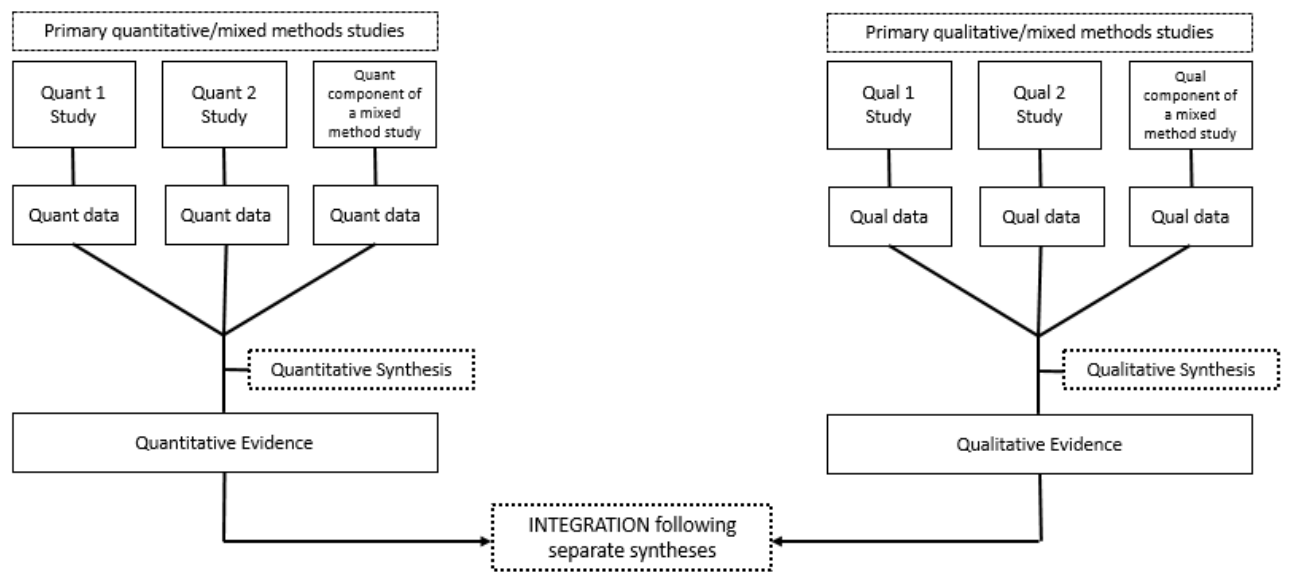 Primary quantitative/mixed methods studies
Quant 1
Study
Quant 2
Study
Quant
component of
a mixed
method study
Quant data
Quant data
Quant data
Quantitative Synthesis
Quantitative Evidence
Primary qualitative/mixed methods studies
Qual 1
Study
Qual 2
Study
Qual
component of
a mixed
method study
Qual data
Qual data
Qual data
Qualitative Synthesis
Qualitative Evidence
INTEGRATION following
separate syntheses